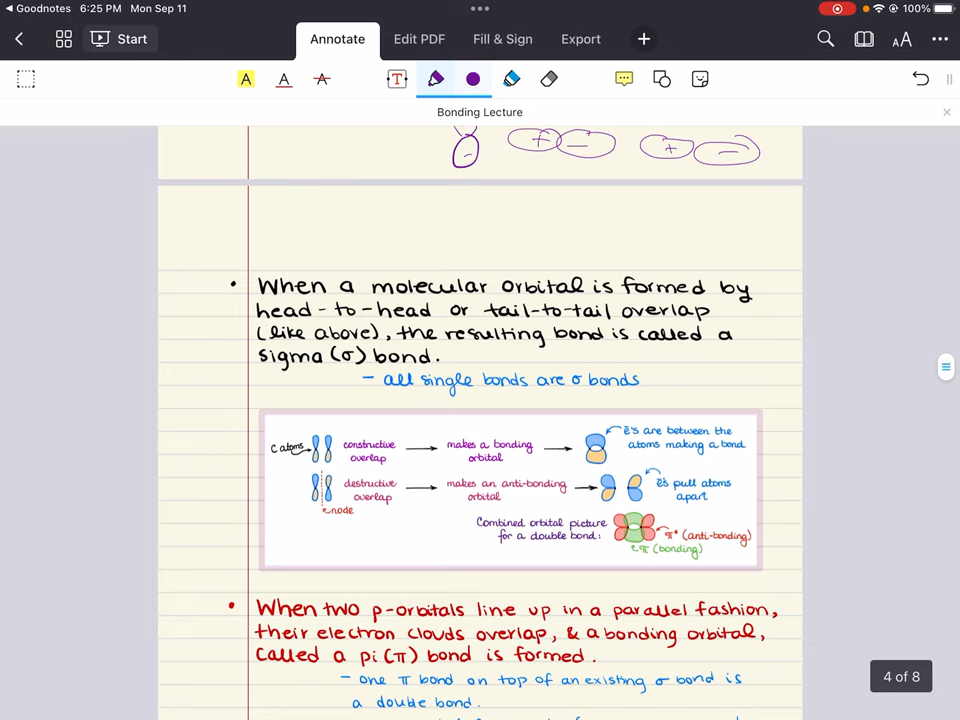 Goodnotes 6:25 PM Mon Sep 11 100%
Start Annotate Edit PDF Fill & Sign Export
A A A T AA
Bonding Lecture
+ −
+ −
-
• When a molecular orbital is formed by
head-to-head or tail-to-tail overlap
(like above), the resulting bond is called a
sigma (σ) bond.
– all single bonds are σ bonds
C atoms constructive overlap → makes a bonding orbital → ē's are between the atoms making a bond
destructive overlap → makes an anti-bonding orbital → ē's pull atoms apart
node
Combined orbital picture
for a double bond:
π* (anti-bonding)
π (bonding)
• When two p-orbitals line up in a parallel fashion,
their electron clouds overlap, & a bonding orbital,
called a pi (π) bond is formed.
– one π bond on top of an existing σ bond is
a double bond.
4 of 8